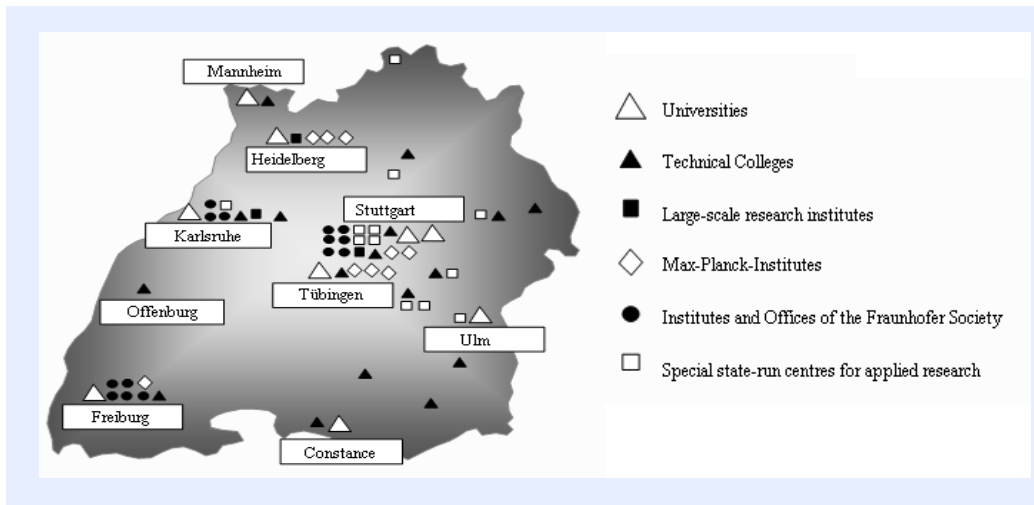 Mannheim
Heidelberg
Stuttgart
Karlsruhe
Tübingen
Offenburg
Ulm
Freiburg
Constance
Universities
Technical Colleges
Large-scale research institutes
Max-Planck-Institutes
Institutes and Offices of the Fraunhofer Society
Special state-run centres for applied research